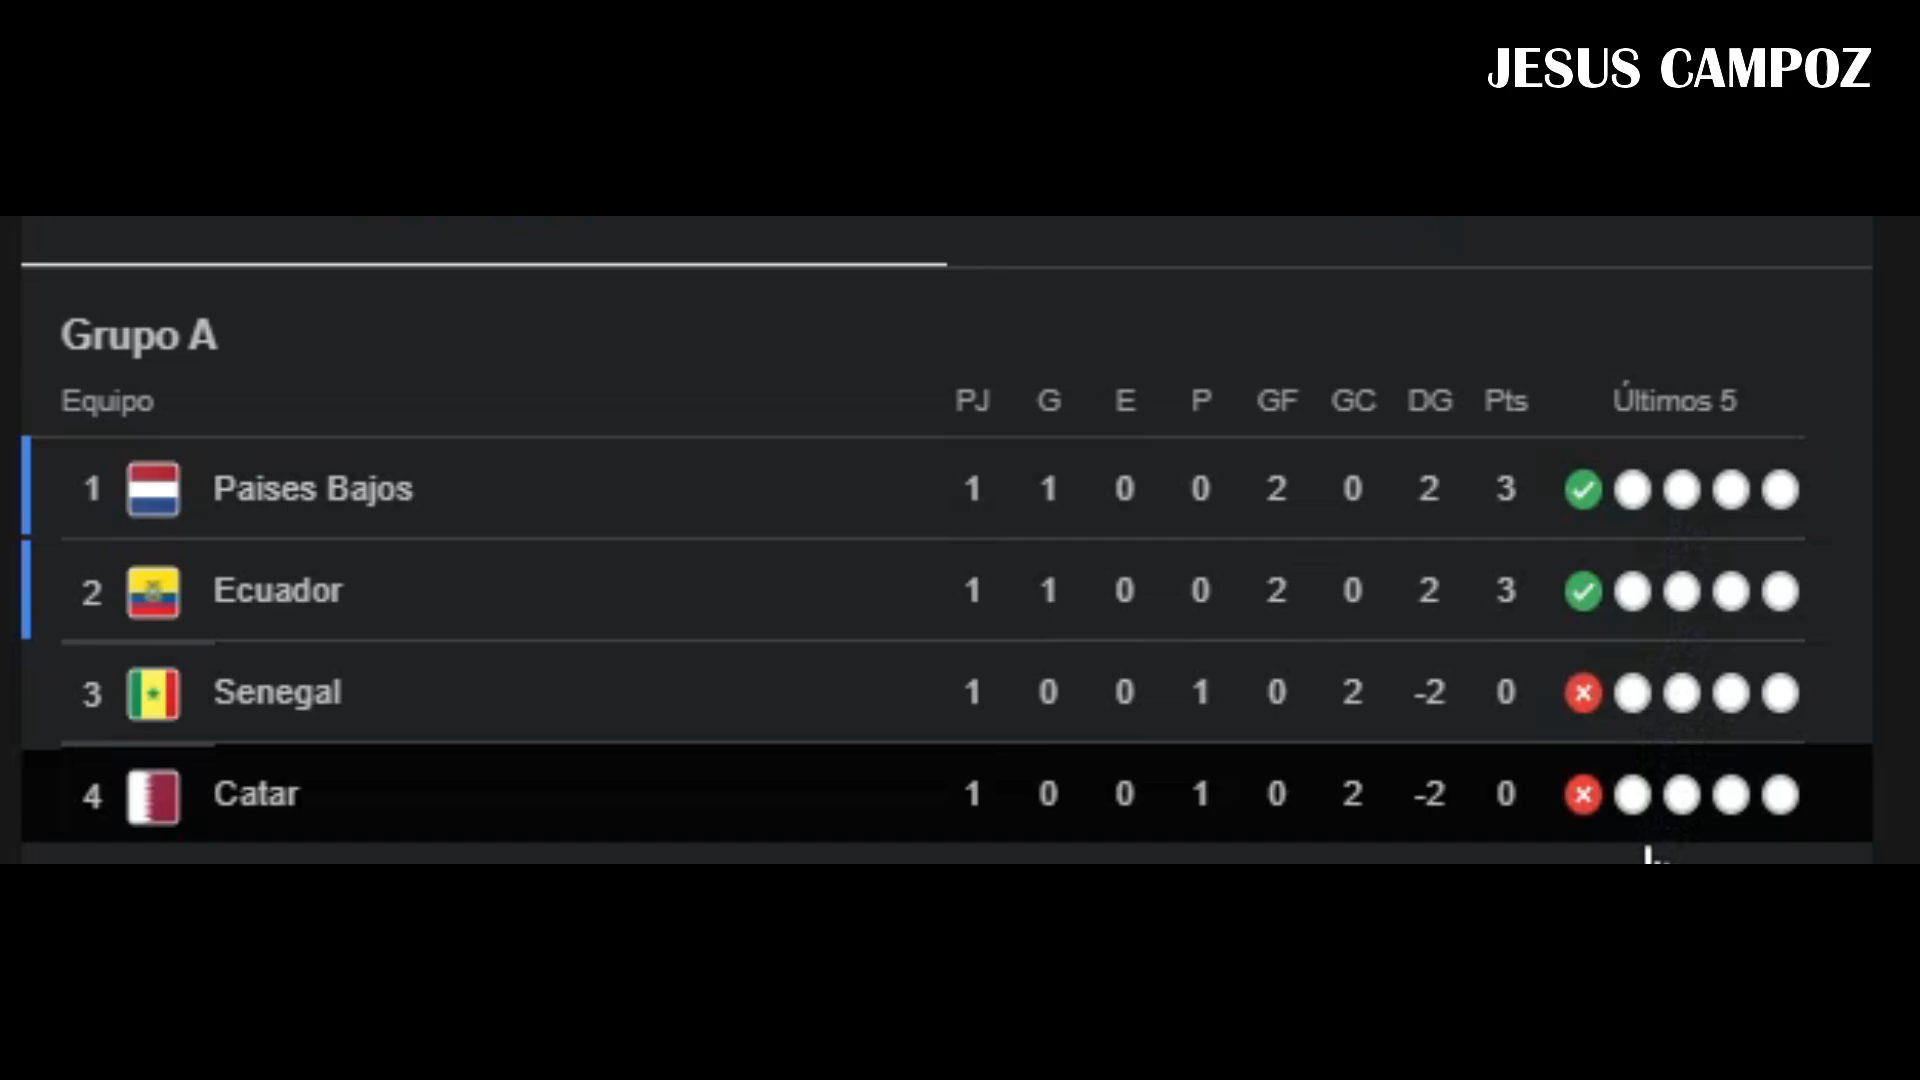 JESUS CAMPOZ
Grupo A
Equipo PJ G E P GF GC DG Pts Últimos 5
1 Paises Bajos 1 1 0 0 2 0 2 3
2 Ecuador 1 1 0 0 2 0 2 3
3 Senegal 1 0 0 1 0 2 -2 0
4 Catar 1 0 0 1 0 2 -2 0